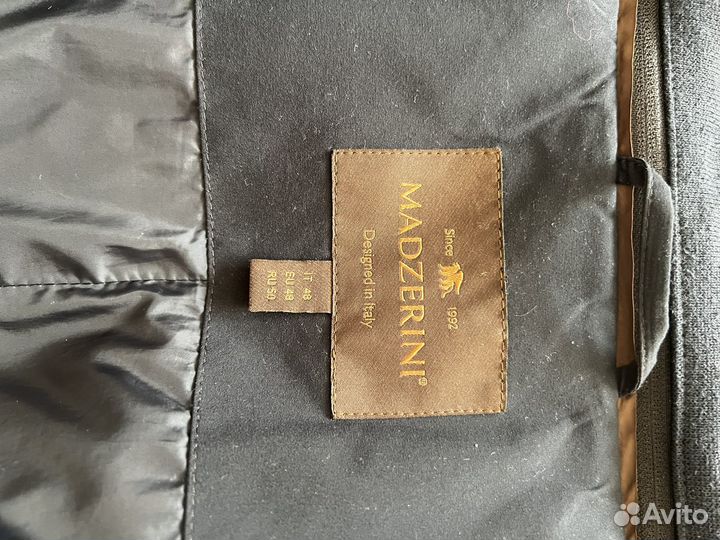 Since 1992
MADZERINI®
Designed in Italy
IT 48
EU 48
RU 50
Avito